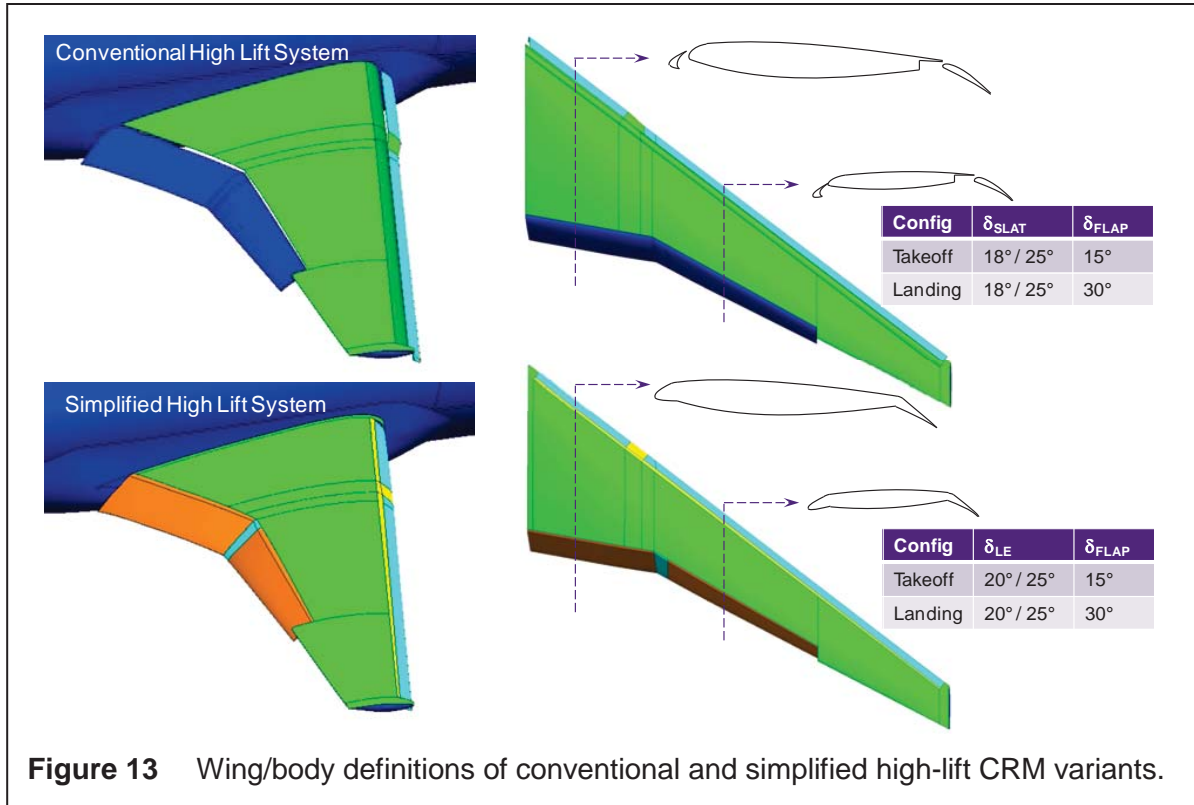 Conventional High Lift System
Config δSLAT δFLAP
Takeoff 18° / 25° 15°
Landing 18° / 25° 30°
Simplified High Lift System
Config δLE δFLAP
Takeoff 20° / 25° 15°
Landing 20° / 25° 30°
Figure 13 Wing/body definitions of conventional and simplified high-lift CRM variants.